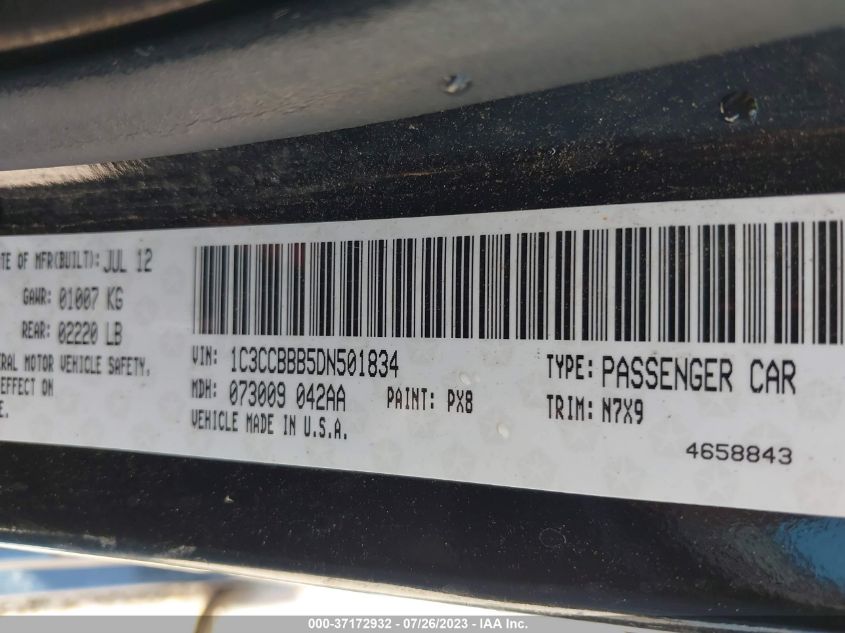 TE OF MFR(BUILT): JUL 12
GAWR: 01007 KG
REAR: 02220 LB
ERAL MOTOR VEHICLE SAFETY,
EFFECT ON
E.
VIN: 1C3CCBBB5DN501834
TYPE: PASSENGER CAR
MDH: 073009 042AA
PAINT: PX8
TRIM: N7X9
VEHICLE MADE IN U.S.A.
4658843
000-37172932 - 07/26/2023 - IAA Inc.